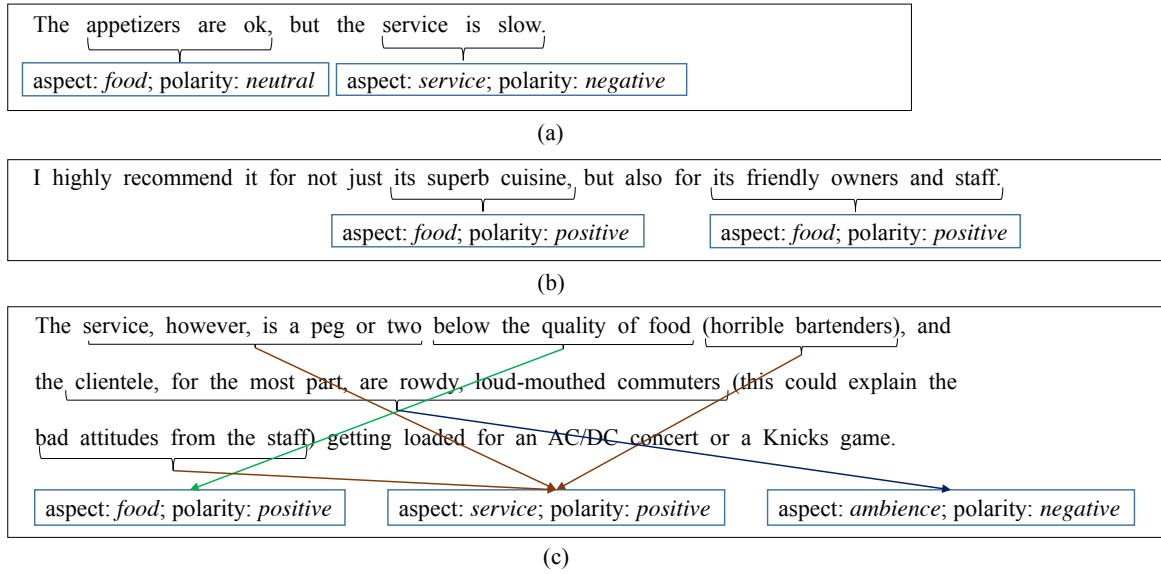 The appetizers are ok, but the service is slow.
aspect: food; polarity: neutral aspect: service; polarity: negative
(a)
I highly recommend it for not just its superb cuisine, but also for its friendly owners and staff.
aspect: food; polarity: positive aspect: food; polarity: positive
(b)
The service, however, is a peg or two below the quality of food (horrible bartenders), and
the clientele, for the most part, are rowdy, loud-mouthed commuters (this could explain the
bad attitudes from the staff) getting loaded for an AC/DC concert or a Knicks game.
aspect: food; polarity: positive aspect: service; polarity: positive aspect: ambience; polarity: negative
(c)